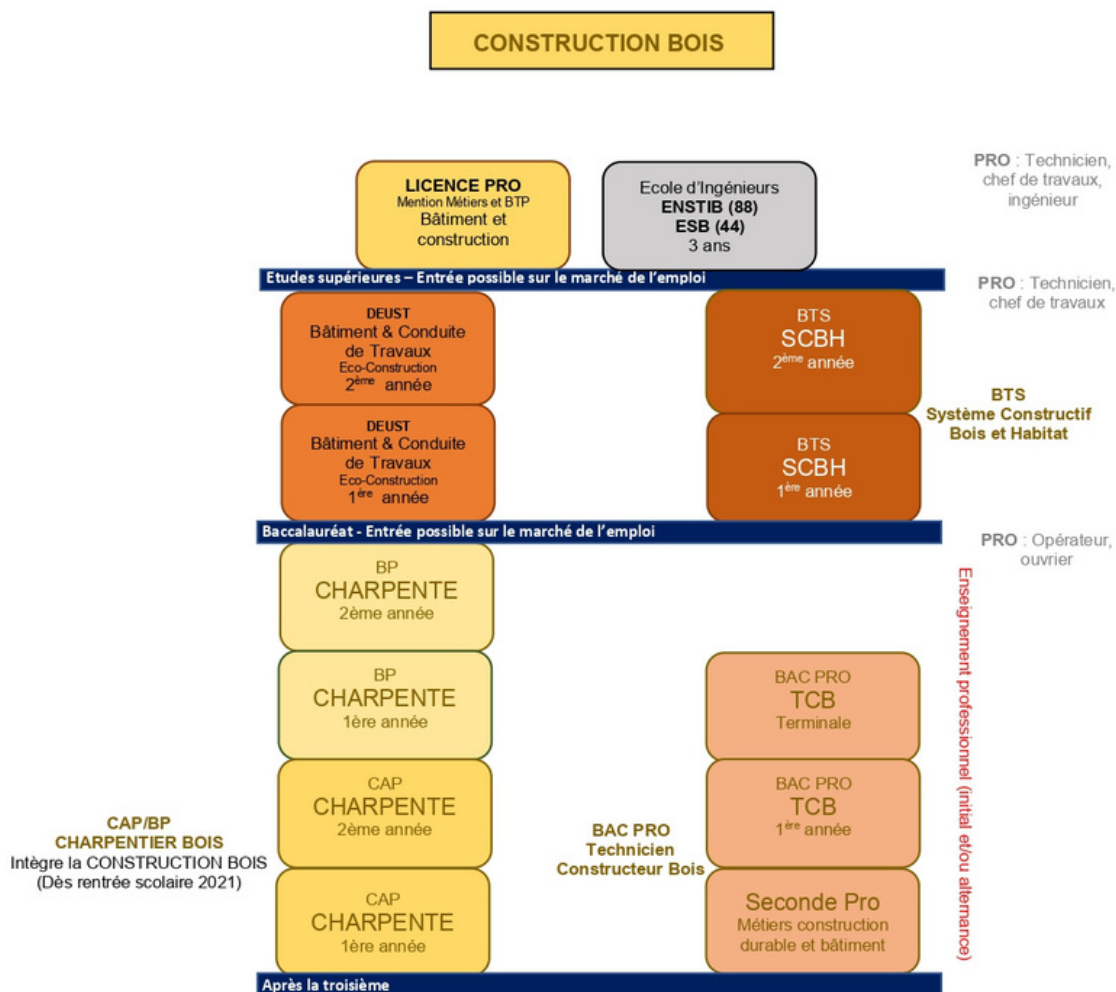 CONSTRUCTION BOIS
LICENCE PRO
Mention Métiers et BTP
Bâtiment et
construction
Ecole d'Ingénieurs
ENSTIB (88)
ESB (44)
3 ans
PRO : Technicien,
chef de travaux,
ingénieur
Etudes supérieures – Entrée possible sur le marché de l'emploi
PRO : Technicien,
chef de travaux
DEUST
Bâtiment & Conduite
de Travaux
Eco-Construction
2ème année
BTS
SCBH
2ème année
DEUST
Bâtiment & Conduite
de Travaux
Eco-Construction
1ère année
BTS
SCBH
1ère année
BTS
Système Constructif
Bois et Habitat
Baccalauréat - Entrée possible sur le marché de l'emploi
PRO : Opérateur,
ouvrier
BP
CHARPENTE
2ème année
BP
CHARPENTE
1ère année
BAC PRO
TCB
Terminale
CAP
CHARPENTE
2ème année
BAC PRO
TCB
1ère année
CAP/BP
CHARPENTIER BOIS
Intègre la CONSTRUCTION BOIS
(Dès rentrée scolaire 2021)
BAC PRO
Technicien
Constructeur Bois
CAP
CHARPENTE
1ère année
Seconde Pro
Métiers construction
durable et bâtiment
Enseignement professionnel (initial et/ou alternance)
Après la troisième